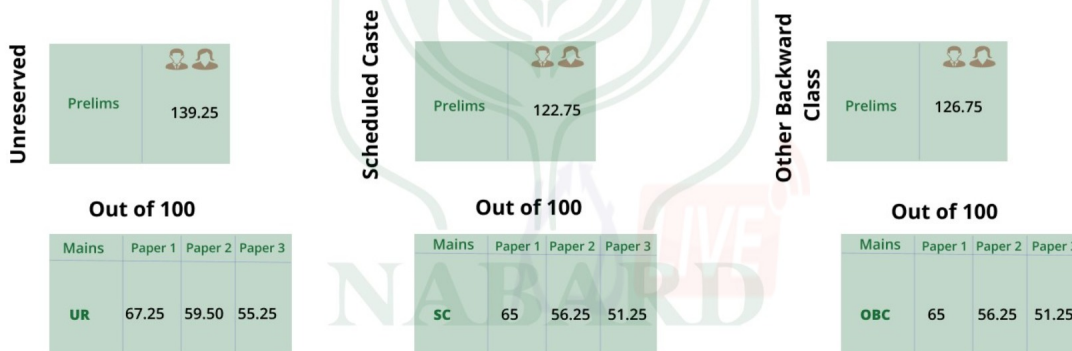 Unreserved
Prelims
139.25
Out of 100
Mains Paper 1 Paper 2 Paper 3
UR 67.25 59.50 55.25
Scheduled Caste
Prelims
122.75
Out of 100
Mains Paper 1 Paper 2 Paper 3
SC 65 56.25 51.25
Other Backward
Class
Prelims
126.75
Out of 100
Mains Paper 1 Paper 2 Paper
OBC 65 56.25 51.25
NABARD
LIVE